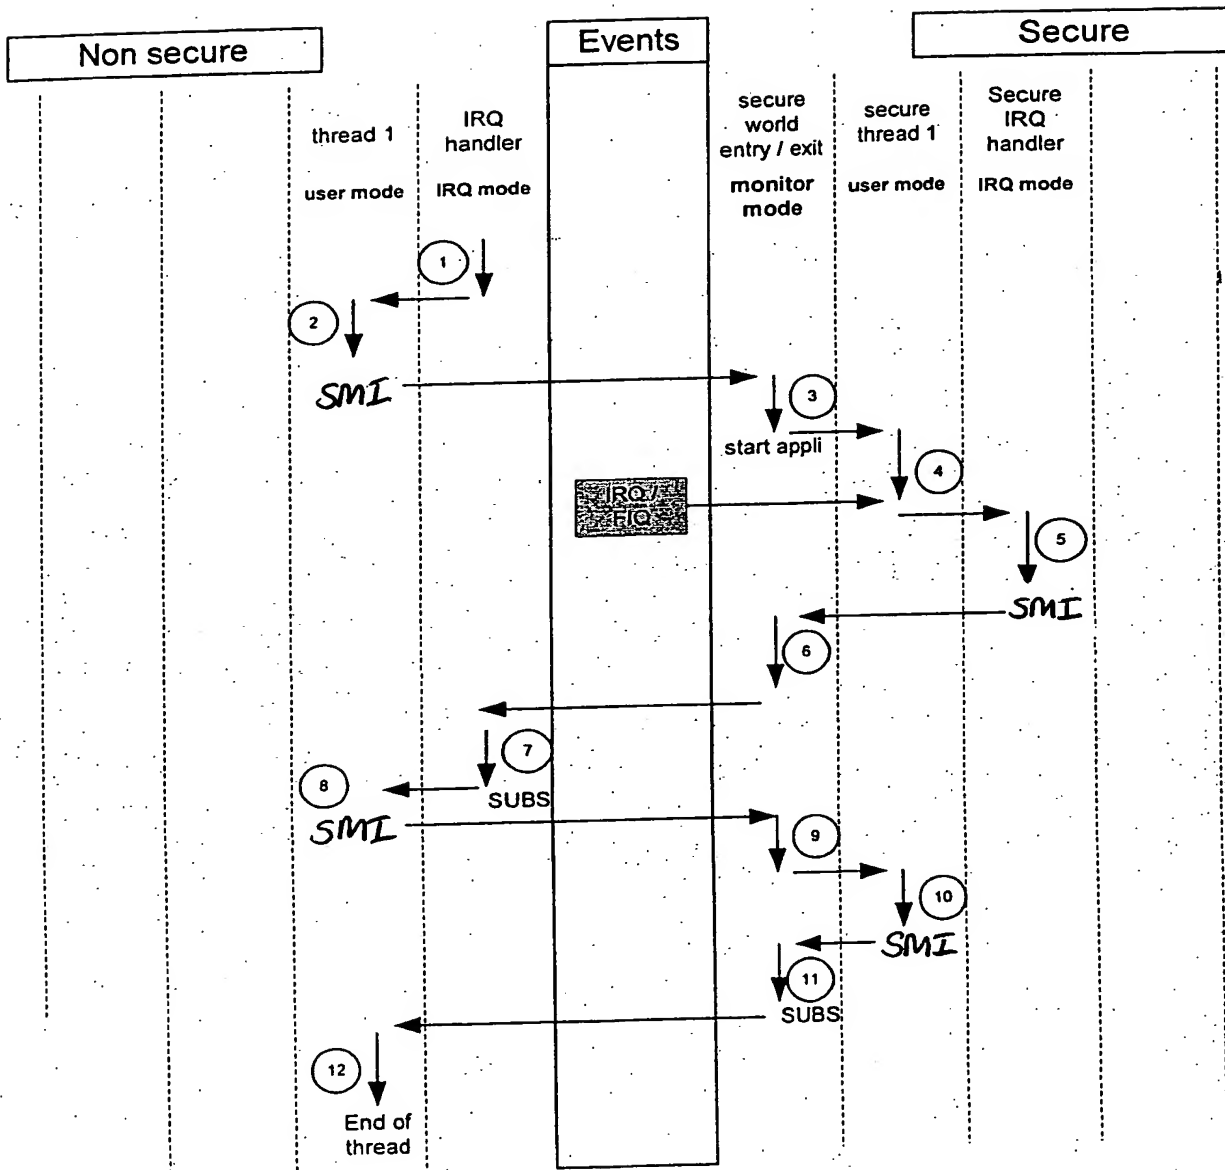 Non secure
Events
Secure
thread 1
user mode
IRQ
handler
IRQ mode
secure
world
entry / exit
monitor
mode
secure
thread 1
user mode
Secure
IRQ
handler
IRQ mode
1
2
SMI
3
start appli
4
IRQ /
FIQ
5
SMI
6
7
8
SUBS
SMI
9
10
SMI
11
SUBS
12
End of
thread